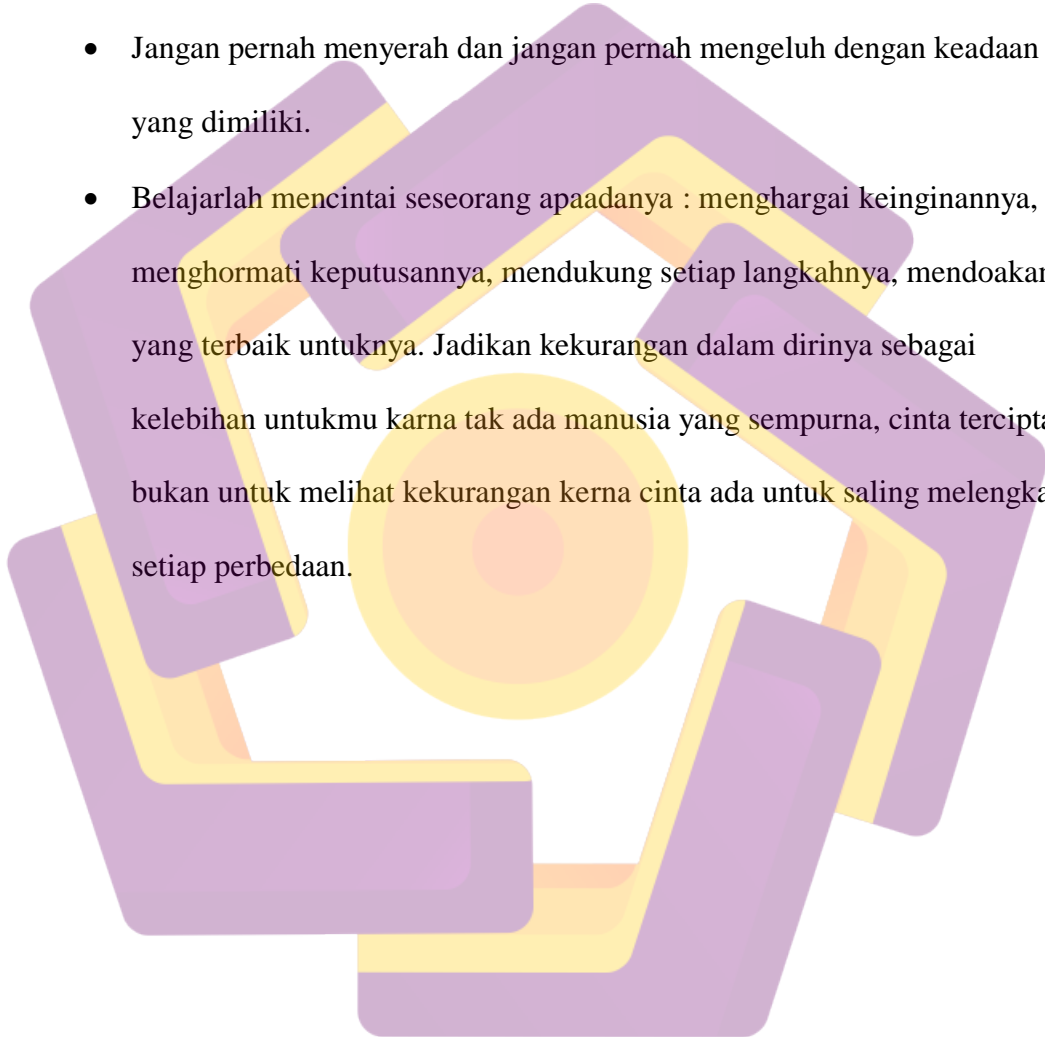 • Jangan pernah menyerah dan jangan pernah mengeluh dengan keadaan
yang dimiliki.
• Belajarlah mencintai seseorang apaadanya : menghargai keinginannya,
menghormati keputusannya, mendukung setiap langkahnya, mendoakan
yang terbaik untuknya. Jadikan kekurangan dalam dirinya sebagai
kelebihan untukmu karna tak ada manusia yang sempurna, cinta tercipta
bukan untuk melihat kekurangan kerna cinta ada untuk saling melengka
setiap perbedaan.